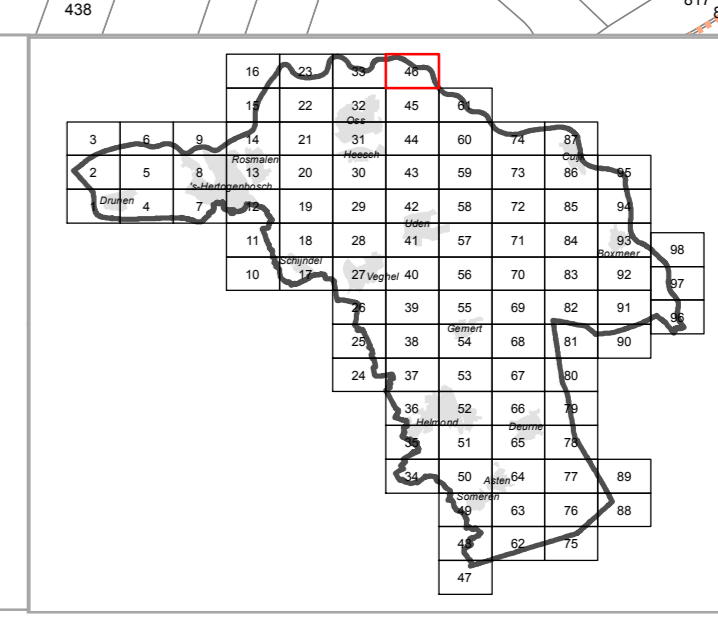 438
817
16 23 33 46
15 22 32 45 61
Oss
3 6 9 14 21 31 44 60 74 87
Rosmalen Heesch Cuijk
2 5 8 13 20 30 43 59 73 86 95
's-Hertogenbosch
Drunen
1 4 7 12 19 29 42 58 72 85 94
Uden
11 18 28 41 57 71 84 93 98
Schijndel Boxmeer
10 17 27 Veghel 40 56 70 83 92 97
26 39 55 69 82 91 96
Gemert
25 38 54 68 81 90
24 37 53 67 80
36 52 66 79
Helmond Deurne
35 51 65 78
34 50 Asten 64 77 89
Someren
49 63 76 88
48 62 75
47